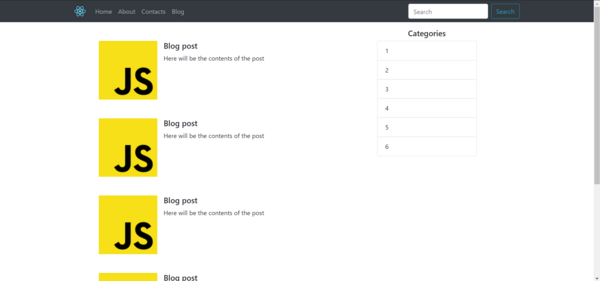 Home About Contacts Blog Search Search
Categories
Blog post
Here will be the contents of the post
JS
1
2
3
4
5
6
Blog post
Here will be the contents of the post
JS
Blog post
Here will be the contents of the post
JS
Blog post